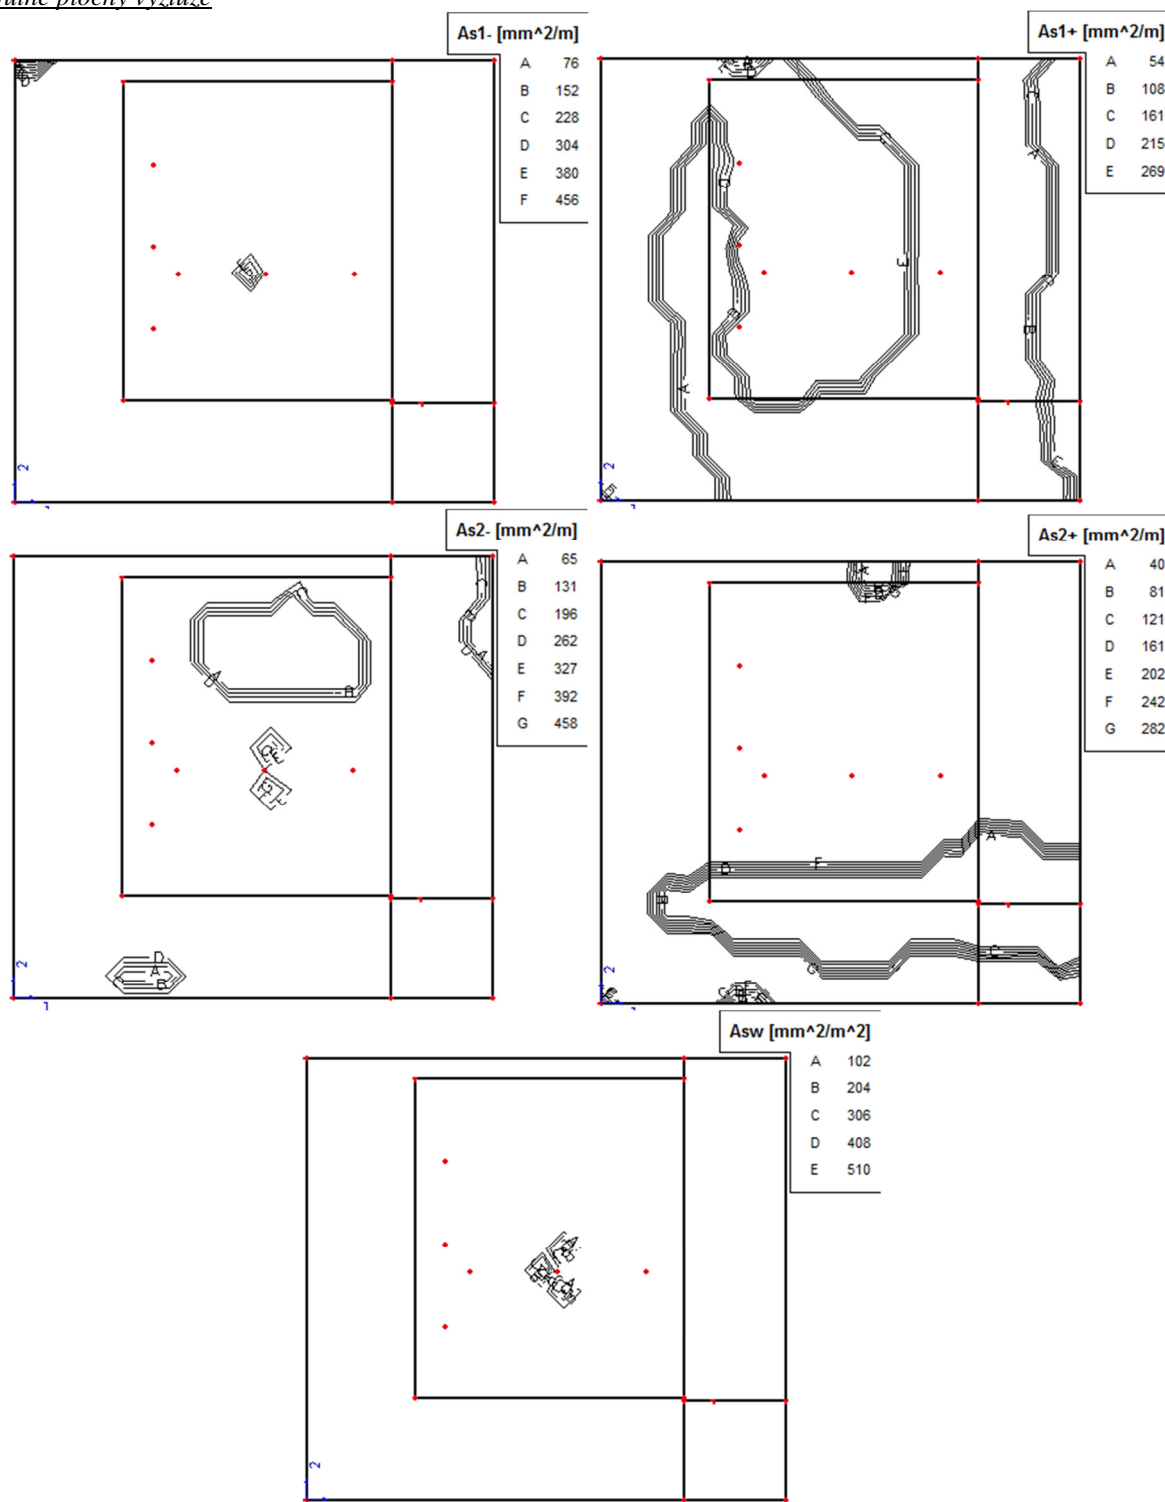 plochy výztuže
As1- [mm^2/m]
A 76
B 152
C 228
D 304
E 380
F 456
As1+ [mm^2/m]
A 54
B 108
C 161
D 215
E 269
As2- [mm^2/m]
A 65
B 131
C 196
D 262
E 327
F 392
G 458
As2+ [mm^2/m]
A 40
B 81
C 121
D 161
E 202
F 242
G 282
Asw [mm^2/m^2]
A 102
B 204
C 306
D 408
E 510